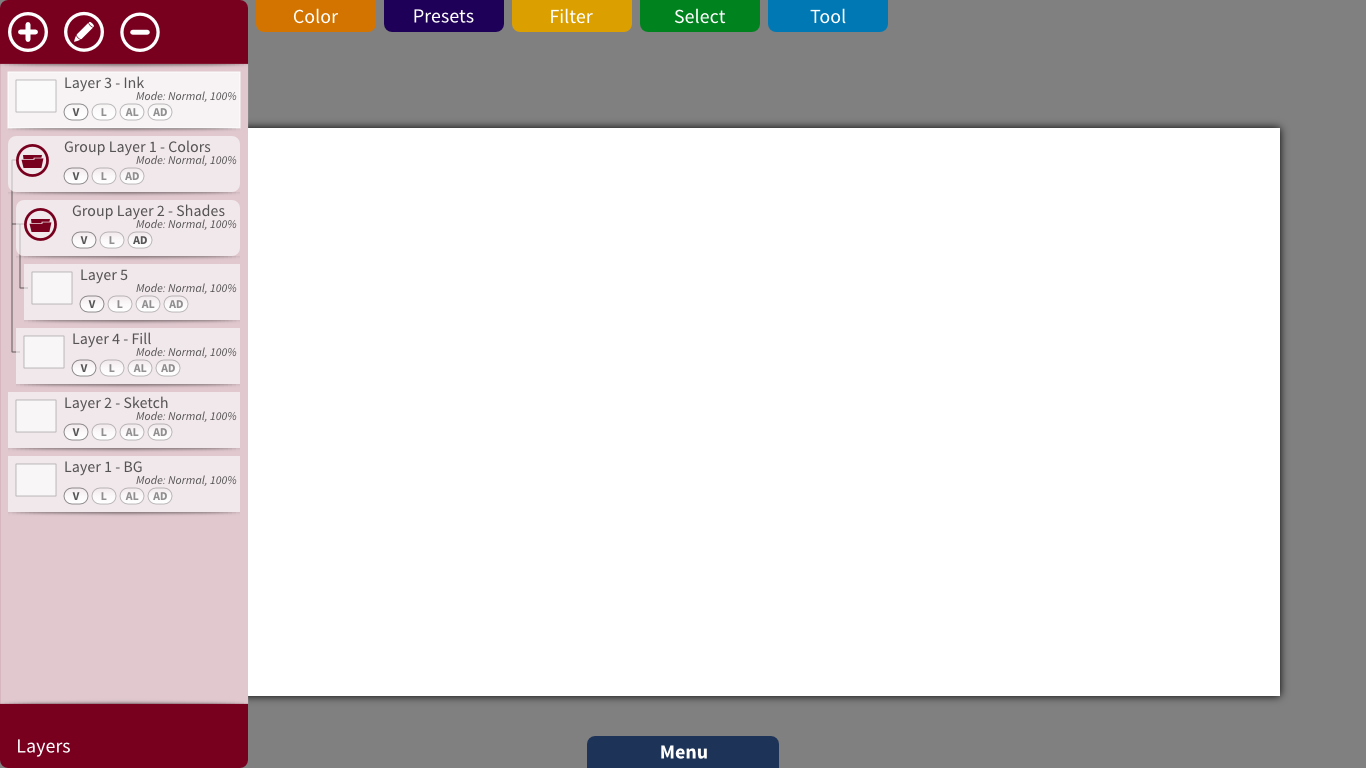 Color
Presets
Filter
Select
Tool
Layer 3 - Ink
Mode: Normal, 100%
V L AL AD
Group Layer 1 - Colors
Mode: Normal, 100%
V L AD
Group Layer 2 - Shades
Mode: Normal, 100%
V L AD
Layer 5
Mode: Normal, 100%
V L AL AD
Layer 4 - Fill
Mode: Normal, 100%
V L AL AD
Layer 2 - Sketch
Mode: Normal, 100%
V L AL AD
Layer 1 - BG
Mode: Normal, 100%
V L AL AD
Layers
Menu